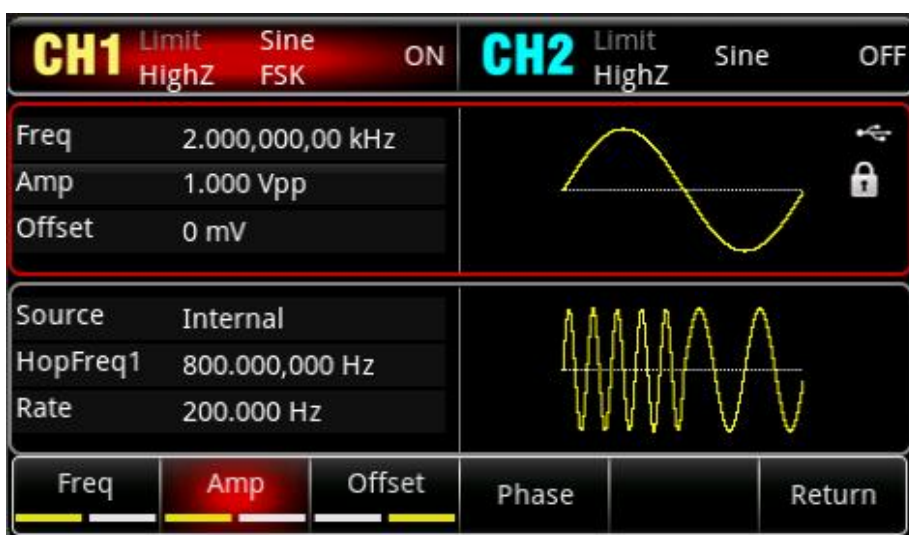 CH1 Limit Sine ON CH2 Limit Sine OFF
HighZ FSK HighZ
Freq 2.000,000,00 kHz
Amp 1.000 Vpp
Offset 0 mV
Source Internal
HopFreq1 800.000,000 Hz
Rate 200.000 Hz
Freq Amp Offset Phase Return